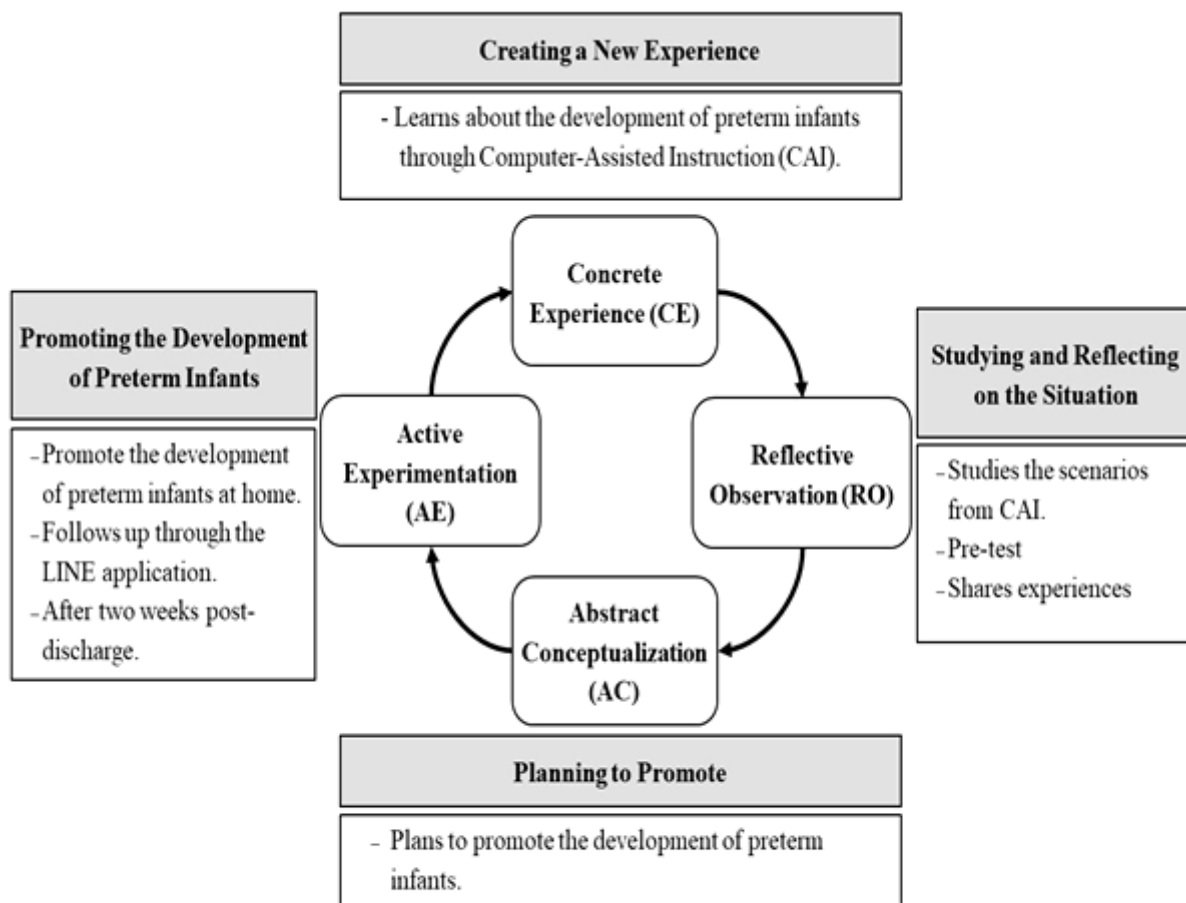 Creating a New Experience
- Learns about the development of preterm infants
through Computer-Assisted Instruction (CAI).
Concrete
Experience (CE)
Promoting the Development
of Preterm Infants
- Promote the development
of preterm infants at home.
- Follows up through the
LINE application.
- After two weeks post-
discharge.
Active
Experimentation
(AE)
Reflective
Observation (RO)
Studying and Reflecting
on the Situation
- Studies the scenarios
from CAI.
- Pre-test
- Shares experiences
Abstract
Conceptualization
(AC)
Planning to Promote
- Plans to promote the development of preterm
infants.